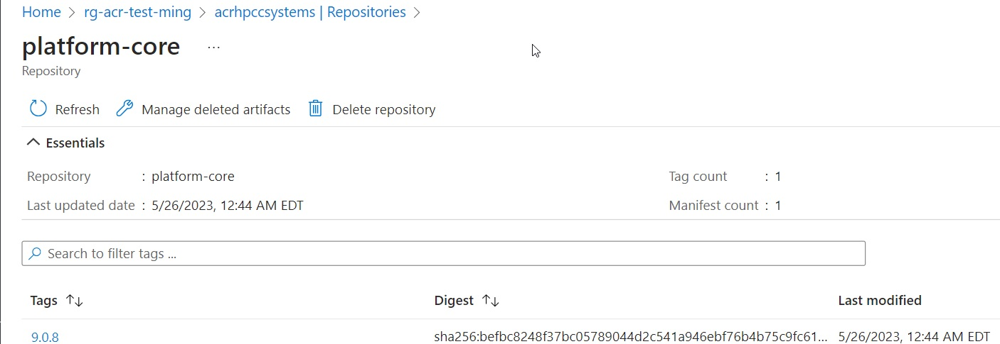 Home > rg-acr-test-ming > acrhpccsystems | Repositories >
platform-core ...
Repository
Refresh Manage deleted artifacts Delete repository
Essentials
Repository : platform-core Tag count : 1
Last updated date : 5/26/2023, 12:44 AM EDT Manifest count : 1
Search to filter tags ...
Tags ↑↓ Digest ↑↓ Last modified
9.0.8 sha256:befbc8248f37bc05789044d2c541a946ebf76b4b75c9fc61... 5/26/2023, 12:44 AM EDT